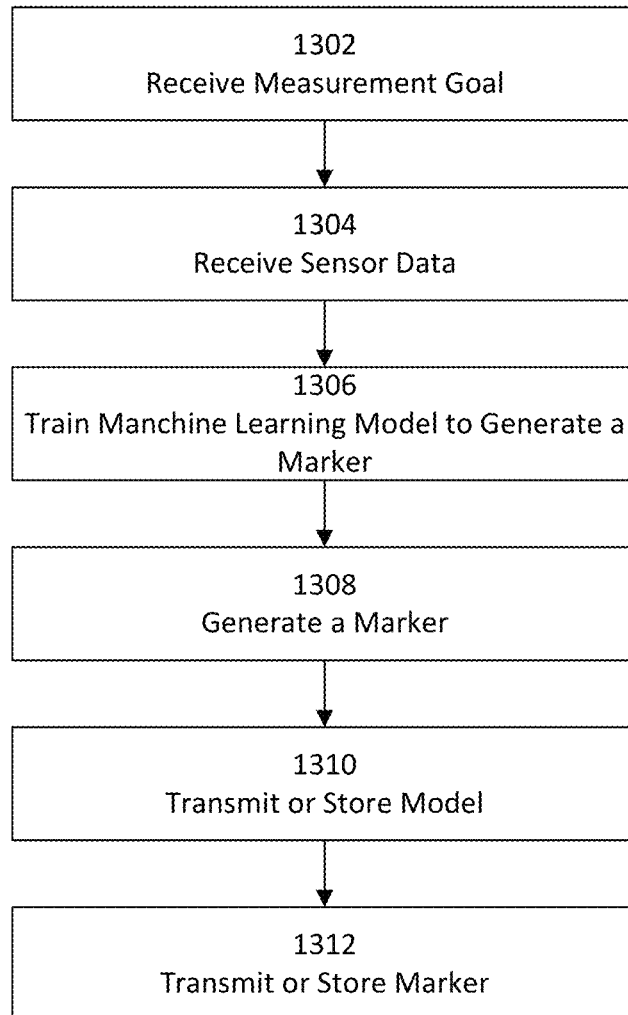 1302
Receive Measurement Goal
1304
Receive Sensor Data
1306
Train Manchine Learning Model to Generate a
Marker
1308
Generate a Marker
1310
Transmit or Store Model
1312
Transmit or Store Marker